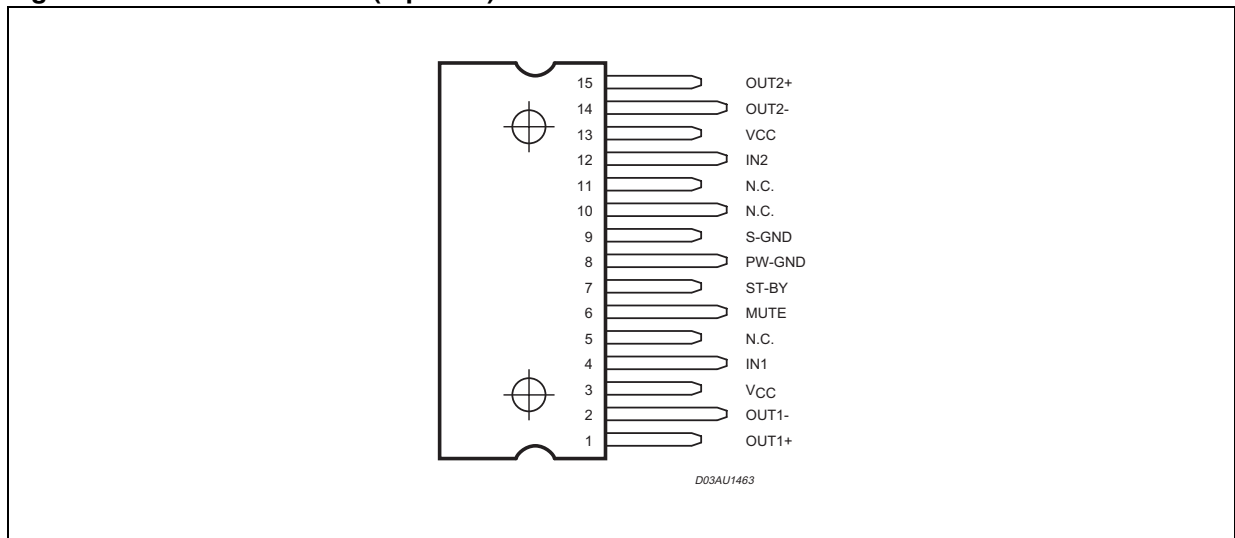 15 OUT2+
14 OUT2-
13 VCC
12 IN2
11 N.C.
10 N.C.
9 S-GND
8 PW-GND
7 ST-BY
6 MUTE
5 N.C.
4 IN1
3 VCC
2 OUT1-
1 OUT1+
D03AU1463